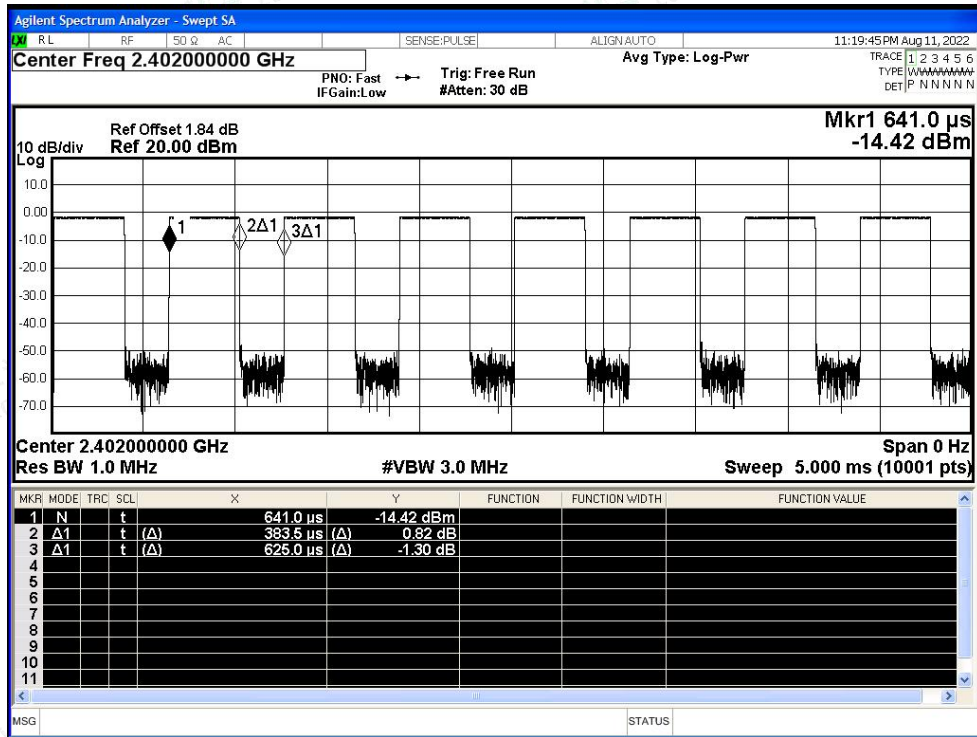 Agilent Spectrum Analyzer - Swept SA
LXI RL RF 50 Ω AC SENSE:PULSE ALIGN AUTO 11:19:45 PM Aug 11, 2022
Center Freq 2.402000000 GHz Avg Type: Log-Pwr TRACE 1 2 3 4 5 6
PNO: Fast Trig: Free Run TYPE
IFGain:Low #Atten: 30 dB DET P N N N N N
Mkr1 641.0 µs
Ref Offset 1.84 dB
10 dB/div Ref 20.00 dBm -14.42 dBm
Log
10.0
0.00
1 2Δ1 3Δ1
-10.0
-20.0
-30.0
-40.0
-50.0
-60.0
-70.0
Center 2.402000000 GHz Span 0 Hz
Res BW 1.0 MHz #VBW 3.0 MHz Sweep 5.000 ms (10001 pts)
MKR MODE TRC SCL X Y FUNCTION FUNCTION WIDTH FUNCTION VALUE
1 N t 641.0 µs -14.42 dBm
2 Δ1 t (Δ) 383.5 µs (Δ) 0.82 dB
3 Δ1 t (Δ) 625.0 µs (Δ) -1.30 dB
4
5
6
7
8
9
10
11
MSG STATUS